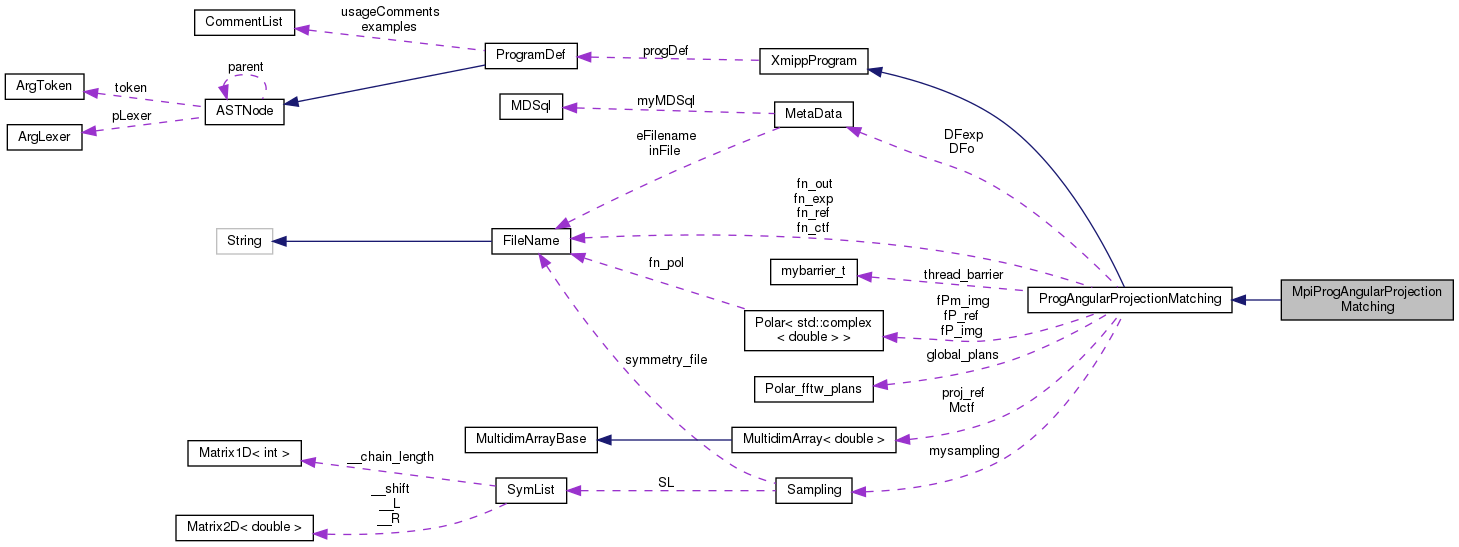 CommentList
usageComments
examples
ProgramDef
progDef
XmippProgram
parent
ArgToken
token
ASTNode
pLexer
ArgLexer
MDSql
myMDSql
MetaData
eFilename
inFile
DFexp
DFo
fn_out
fn_exp
fn_ref
fn_ctf
String
FileName
fn_pol
mybarrier_t
thread_barrier
ProgAngularProjectionMatching
MpiProgAngularProjection
Matching
Polar< std::complex
< double > >
fPm_img
fP_ref
fP_img
symmetry_file
global_plans
Polar_fftw_plans
proj_ref
Mctf
MultidimArrayBase
MultidimArray< double >
mysampling
Matrix1D< int >
__chain_length
SymList
SL
Sampling
__shift
__L
__R
Matrix2D< double >